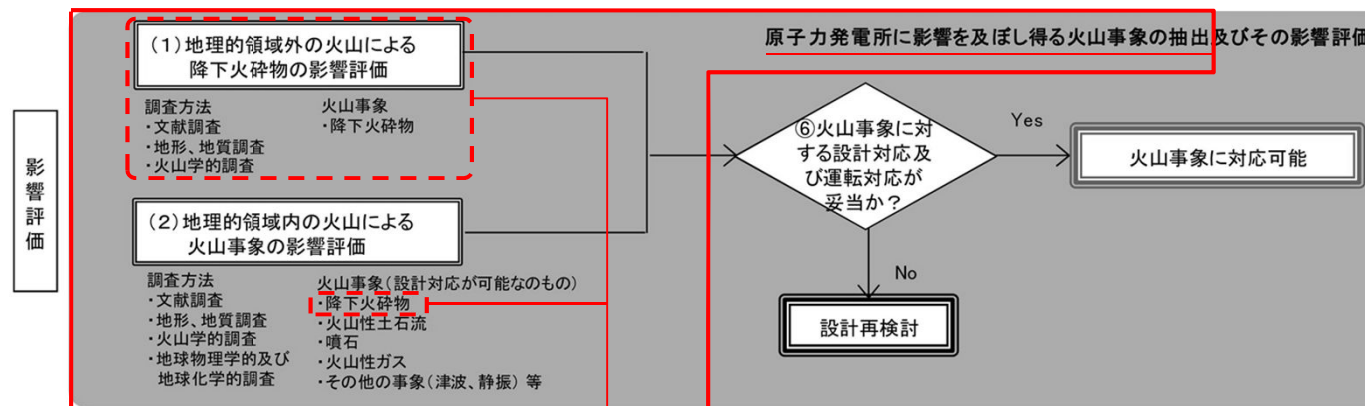 原子力発電所に影響を及ぼし得る火山事象の抽出及びその影響評価
影響評価
(1)地理的領域外の火山による
降下火砕物の影響評価
調査方法
・文献調査
・地形、地質調査
・火山学的調査
火山事象
・降下火砕物
(2)地理的領域内の火山による
火山事象の影響評価
調査方法
・文献調査
・地形、地質調査
・火山学的調査
・地球物理学的及び
地球化学的調査
火山事象(設計対応が可能なのもの)
・降下火砕物
・火山性土石流
・噴石
・火山性ガス
・その他の事象(津波、静振)等
⑥火山事象に対
する設計対応及
び運転対応が
妥当か?
Yes
火山事象に対応可能
No
設計再検討